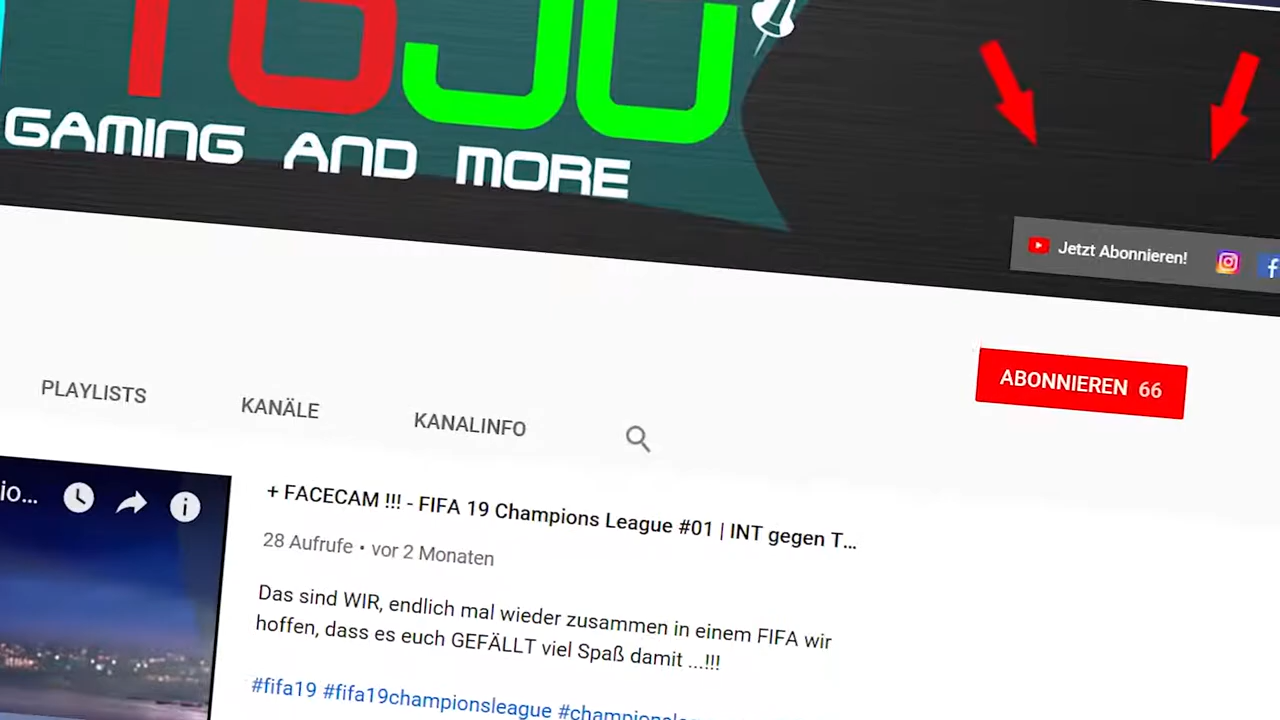 GAMING AND MORE
Jetzt Abonnieren!
ABONNIEREN 66
PLAYLISTS KANÄLE KANALINFO
io...
+ FACECAM !!! - FIFA 19 Champions League #01 | INT gegen T...
28 Aufrufe • vor 2 Monaten
Das sind WIR, endlich mal wieder zusammen in einem FIFA wir
hoffen, dass es euch GEFÄLLT viel Spaß damit ...!!!
#fifa19 #fifa19championsleague